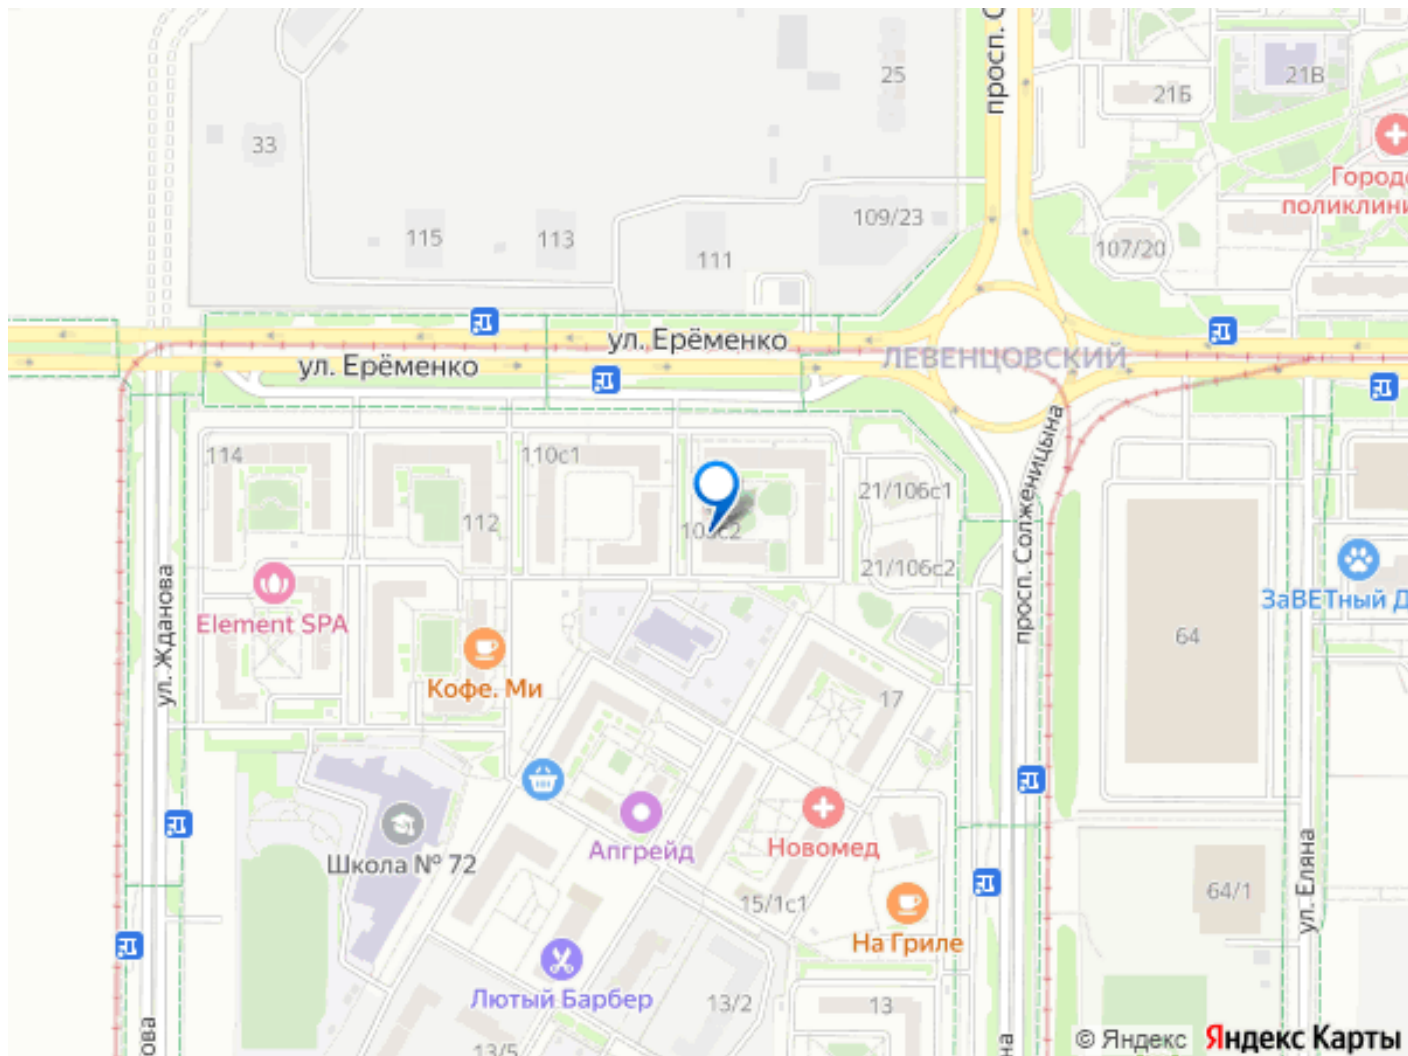 просп. С
25
21Б
21В
33
Городс
поликлини
115
113
111
109/23
107/20
ул. Ерёменко
ул. Ерёменко
ЛЕВЕНЦОВСКИЙ
114
110с1
112
21/106с1
21/106с2
просп. Солженицына
ул. Жданова
Element SPA
Кофе. Ми
ЗаВЕТный Д
64
17
Школа № 72
Апгрейд
Новомед
15/1с1
64/1
ул. Еляна
На Гриле
Лютый Барбер
13/2
13
13/5
ова
на
© Яндекс Яндекс Карты